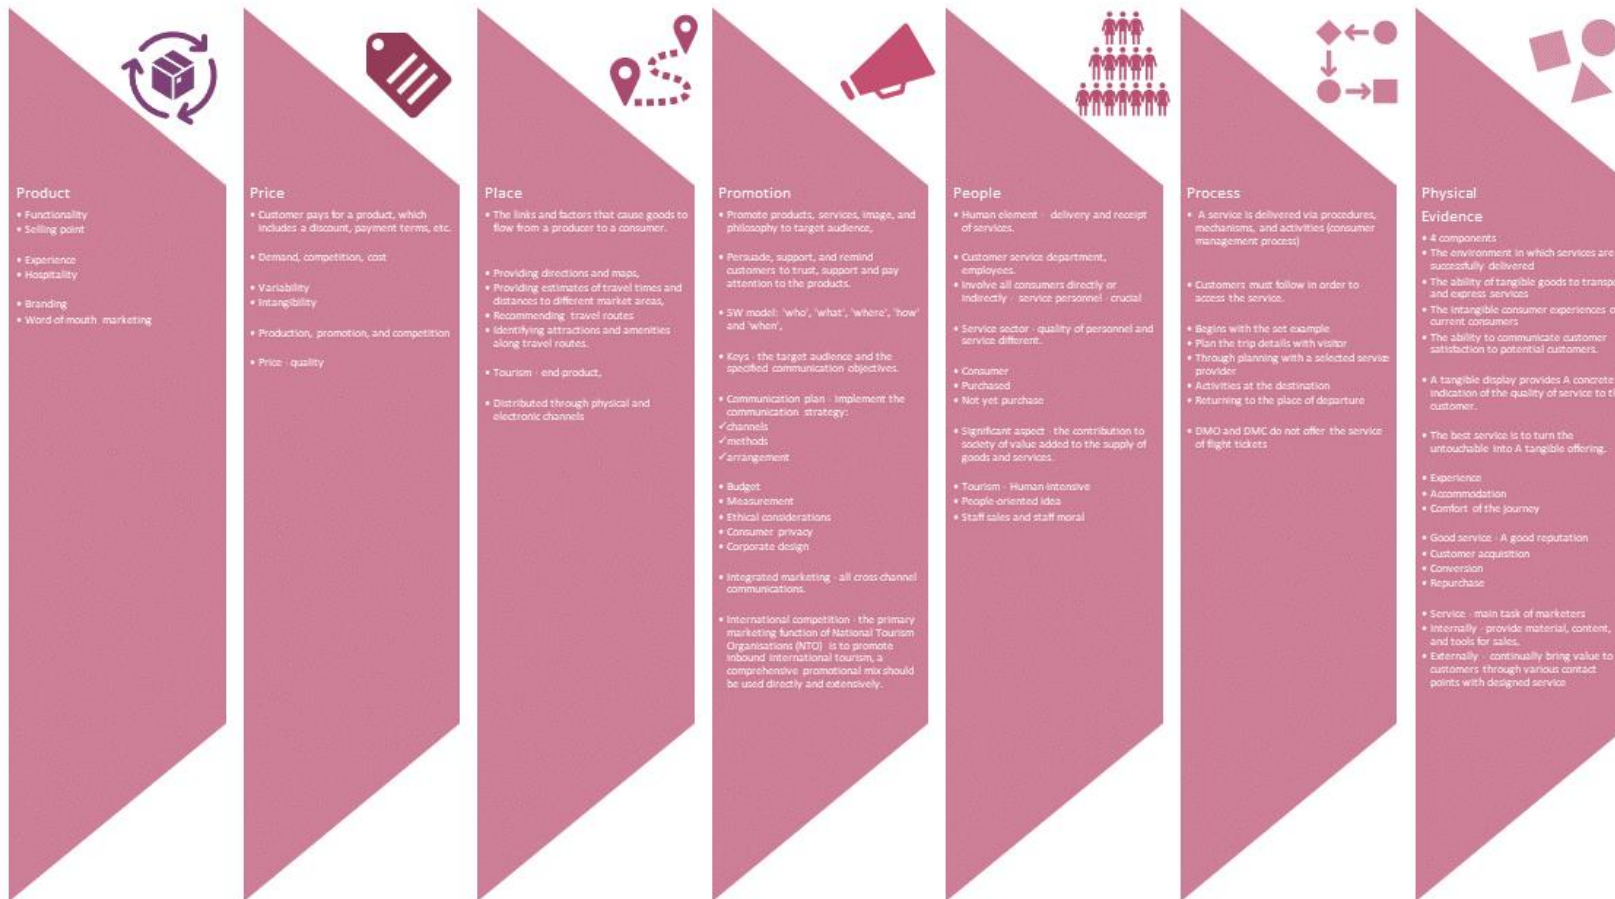 Product
• Functionality
• Selling point
• Experience
• Hospitality
• Branding
• Word-of-mouth marketing
Price
• Customer pays for a product, which
includes a discount, payment terms, etc.
• Demand, competition, cost
• Variability
• Intangibility
• Production, promotion, and competition
• Price - quality
Place
• The links and factors that cause goods to
flow from a producer to a consumer.
• Providing directions and maps,
• Providing estimates of travel times and
distances to different market areas,
• Recommending travel routes
• Identifying attractions and amenities
along travel routes.
• Tourism - end product,
• Distributed through physical and
electronic channels
Promotion
• Promote products, services, image, and
philosophy to target audience,
• Persuade, support, and remind
customers to trust, support and pay
attention to the products.
• 5W model: 'who', 'what', 'where', 'how'
and 'when',
• Keys - the target audience and the
specified communication objectives.
• Communication plan - implement the
communication strategy:
✓channels
✓methods
✓arrangement
• Budget
• Measurement
• Ethical considerations
• Consumer privacy
• Corporate design
• Integrated marketing - all cross-channel
communications.
• International competition - the primary
marketing function of National Tourism
Organisations (NTO) is to promote
inbound international tourism, a
comprehensive promotional mix should
be used directly and extensively.
People
• Human element - delivery and receipt
of services.
• Customer service department,
employees.
• Involve all consumers directly or
indirectly - service personnel - crucial
• Service sector - quality of personnel and
service different.
• Consumer
• Purchased
• Not yet purchase
• Significant aspect - the contribution to
society of value added to the supply of
goods and services.
• Tourism - Human-intensive
• People-oriented idea
• Staff sales and staff moral
Process
• A service is delivered via procedures,
mechanisms, and activities (consumer
management process)
• Customers must follow in order to
access the service.
• Begins with the set example
• Plan the trip details with visitor
• Through planning with a selected service
provider
• Activities at the destination
• Returning to the place of departure
• DMO and DMC do not offer the service
of flight tickets
Physical
Evidence
• 4 components
• The environment in which services are
successfully delivered
• The ability of tangible goods to
and express services
• The intangible consumer experiences
current consumers
• The ability to communicate customer
satisfaction to potential customers.
• A tangible display provides A concrete
indication of the quality of service to
customer.
• The best service is to turn the
untouchable into A tangible offering.
• Experience
• Accommodation
• Comfort of the journey
• Good service - A good reputation
• Customer acquisition
• Conversion
• Repurchase
• Service - main task of marketers
• Internally - provide material, content,
and tools for sales,
• Externally - continually bring value to
customers through various contact
points with designed service